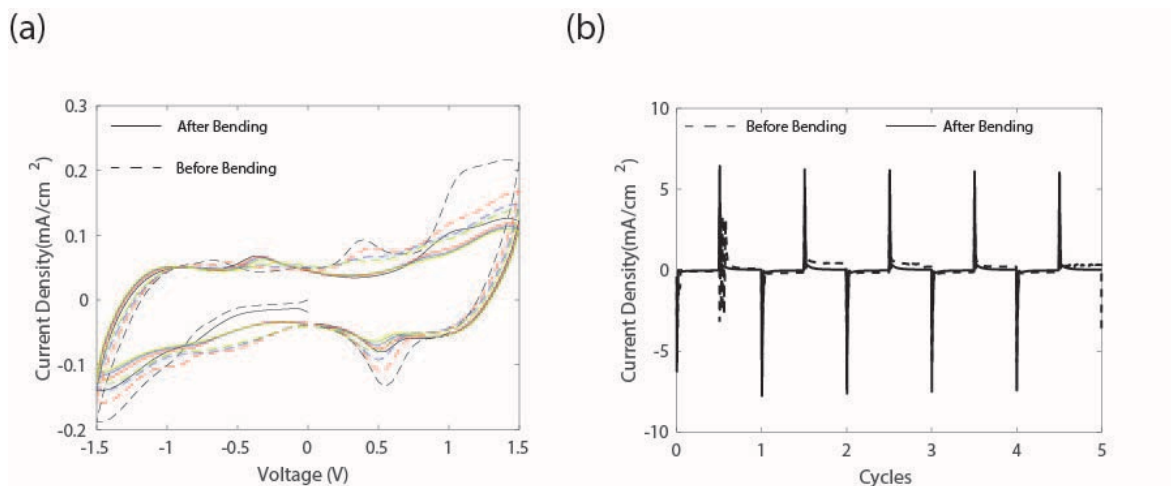 (a)
0.3
0.2
0.1
0
-0.1
-0.2
-1.5 -1 -0.5 0 0.5 1 1.5
Current Density(mA/cm 2)
Voltage (V)
After Bending
Before Bending
(b)
10
5
0
-5
-10
0 1 2 3 4 5
Current Density(mA/cm 2)
Cycles
Before Bending After Bending